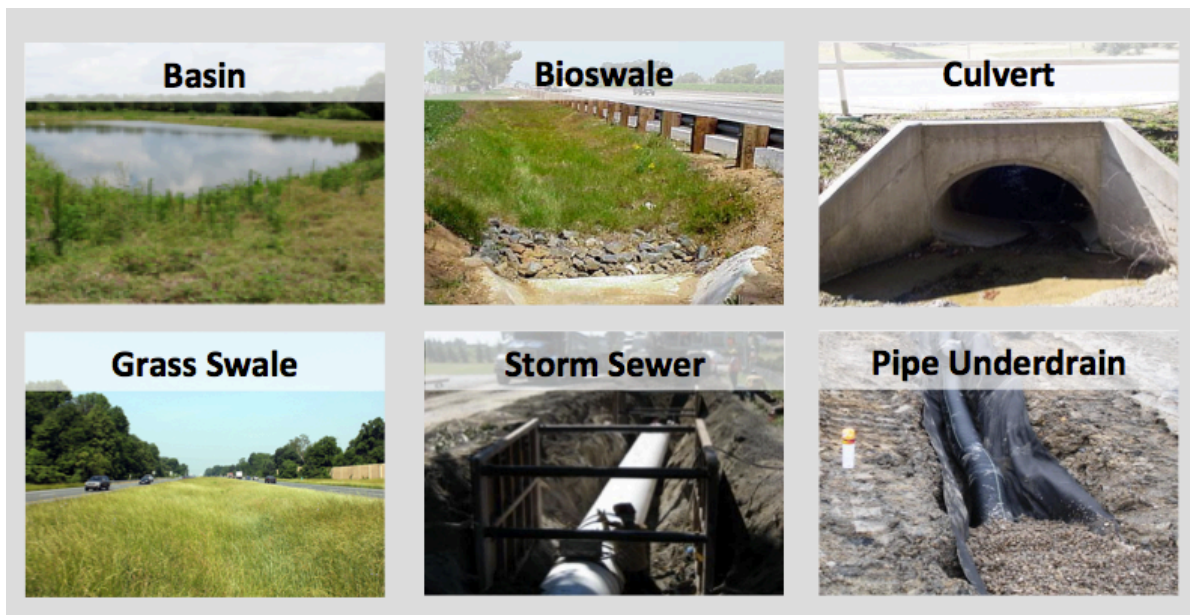 Basin
Bioswale
Culvert
Grass Swale
Storm Sewer
Pipe Underdrain